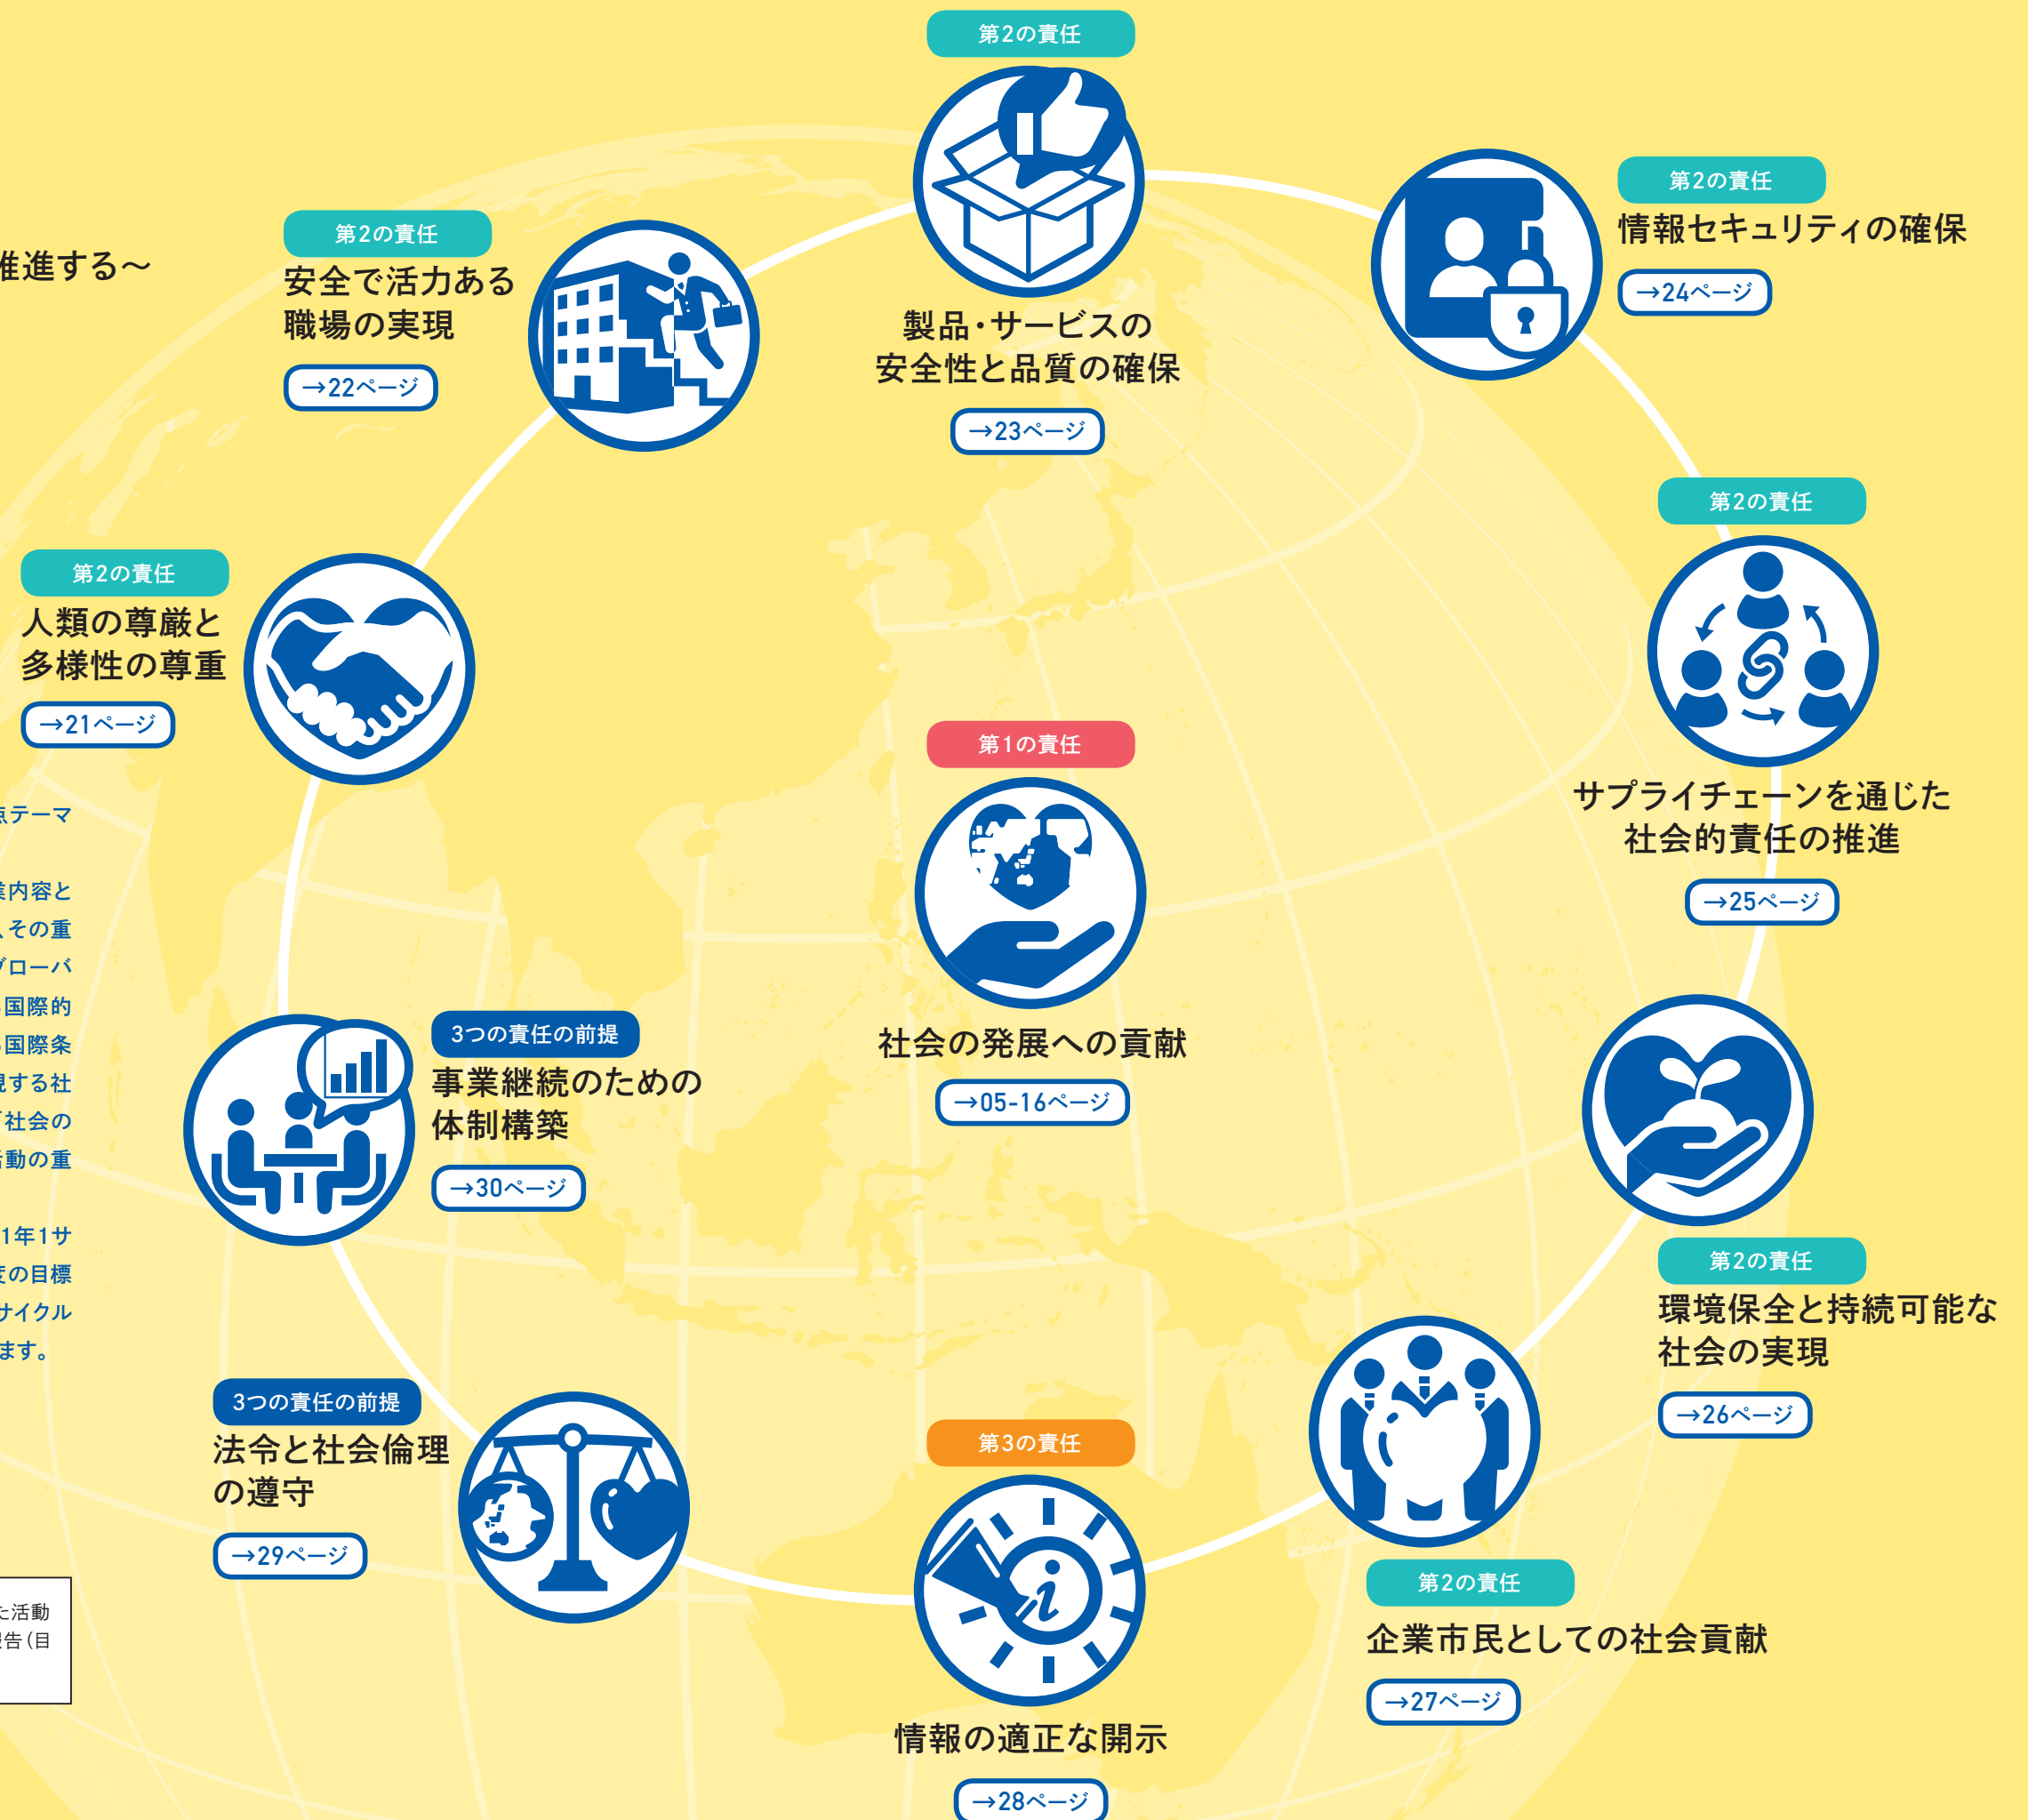 第2の責任
製品・サービスの
安全性と品質の確保
→23ページ
第2の責任
情報セキュリティの確保
→24ページ
推進する〜
第2の責任
安全で活力ある
職場の実現
→22ページ
第2の責任
サプライチェーンを通じた
社会的責任の推進
→25ページ
第2の責任
人類の尊厳と
多様性の尊重
→21ページ
第1の責任
社会の発展への貢献
→05-16ページ
点テーマ
業内容と
、その重
グローバ
国際的
国際条
現する社
「社会の
活動の重
1年1サ
度の目標
サイクル
ます。
3つの責任の前提
事業継続のための
体制構築
→30ページ
第2の責任
環境保全と持続可能な
社会の実現
→26ページ
3つの責任の前提
法令と社会倫理
の遵守
→29ページ
第3の責任
i
情報の適正な開示
→28ページ
第2の責任
企業市民としての社会貢献
→27ページ
た活動
報告（目